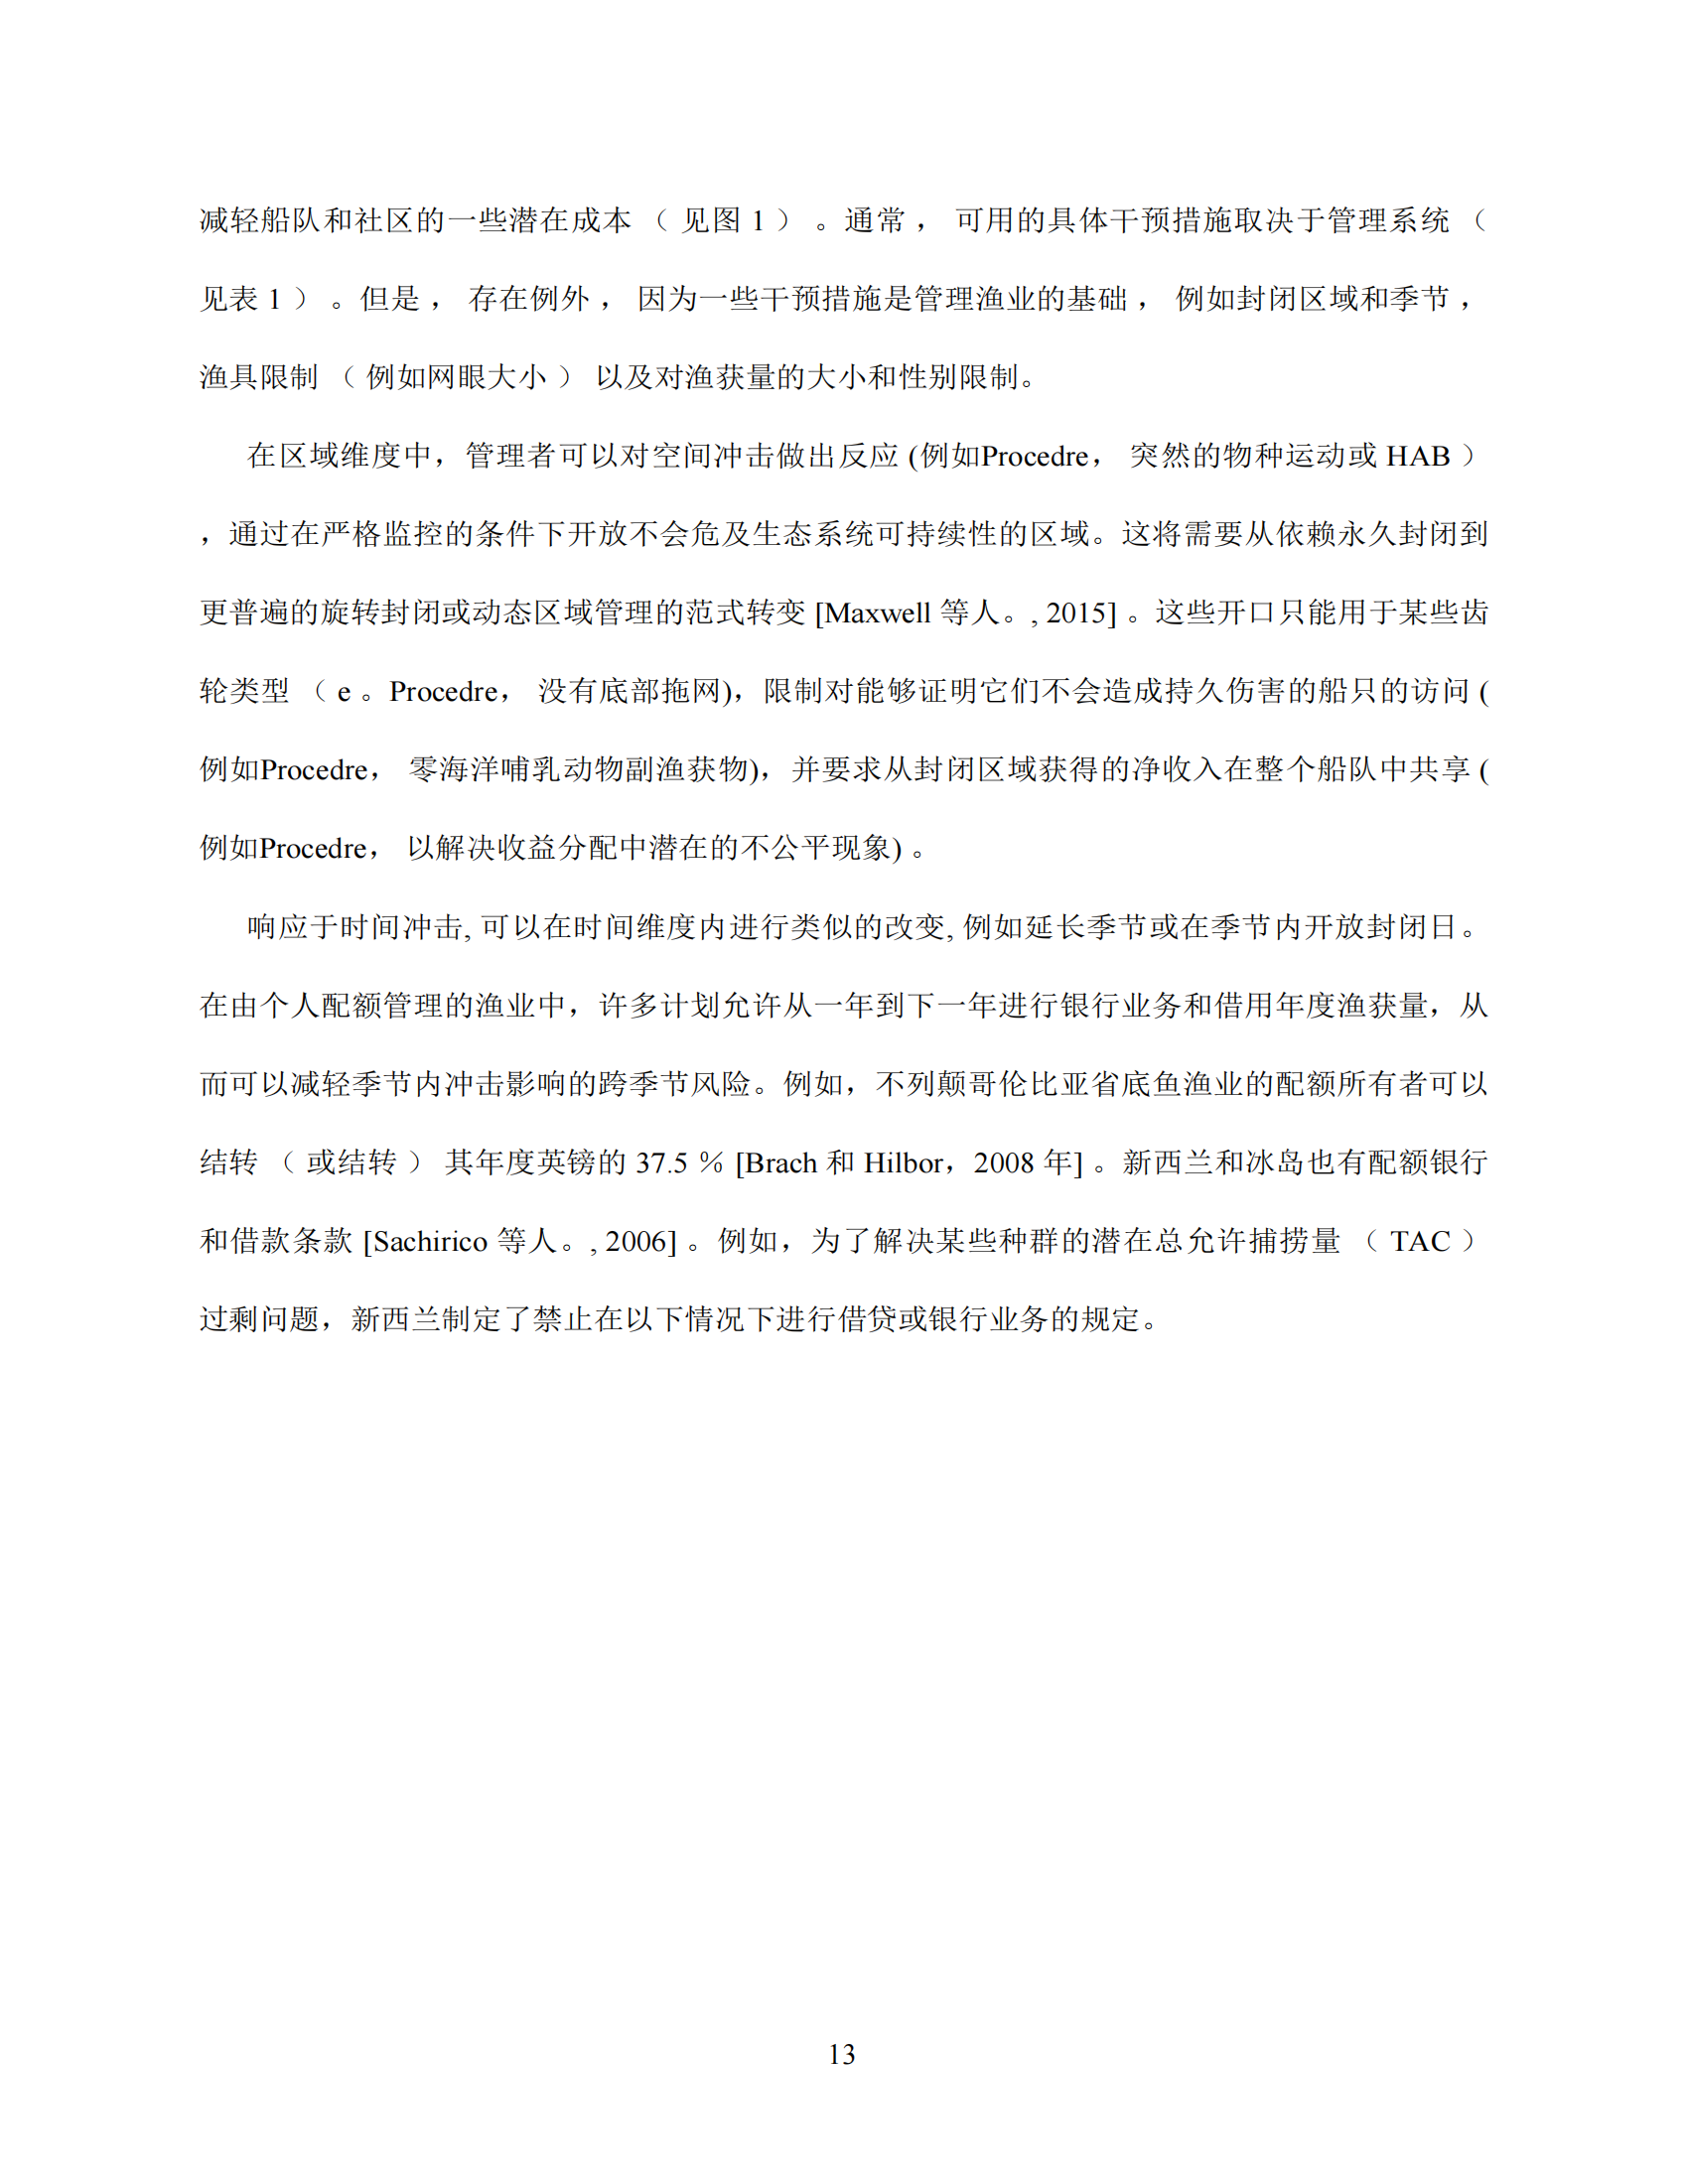 减轻船队和社区的一些潜在成本 （ 见图 1 ） 。通常 ， 可用的具体干预措施取决于管理系统 （
见表 1 ） 。但是 ， 存在例外 ， 因为一些干预措施是管理渔业的基础 ， 例如封闭区域和季节 ，
渔具限制 （ 例如网眼大小 ） 以及对渔获量的大小和性别限制。
在区域维度中，管理者可以对空间冲击做出反应 (例如Procedre， 突然的物种运动或 HAB ）
，通过在严格监控的条件下开放不会危及生态系统可持续性的区域。这将需要从依赖永久封闭到
更普遍的旋转封闭或动态区域管理的范式转变 [Maxwell 等人。, 2015] 。这些开口只能用于某些齿
轮类型 （ e 。Procedre， 没有底部拖网)，限制对能够证明它们不会造成持久伤害的船只的访问 (
例如Procedre， 零海洋哺乳动物副渔获物)，并要求从封闭区域获得的净收入在整个船队中共享 (
例如Procedre， 以解决收益分配中潜在的不公平现象) 。
响应于时间冲击, 可以在时间维度内进行类似的改变, 例如延长季节或在季节内开放封闭日。
在由个人配额管理的渔业中，许多计划允许从一年到下一年进行银行业务和借用年度渔获量，从
而可以减轻季节内冲击影响的跨季节风险。例如，不列颠哥伦比亚省底鱼渔业的配额所有者可以
结转 （ 或结转 ） 其年度英镑的 37.5 ％ [Brach 和 Hilbor，2008 年] 。新西兰和冰岛也有配额银行
和借款条款 [Sachirico 等人。, 2006] 。例如，为了解决某些种群的潜在总允许捕捞量 （ TAC ）
过剩问题，新西兰制定了禁止在以下情况下进行借贷或银行业务的规定。
13